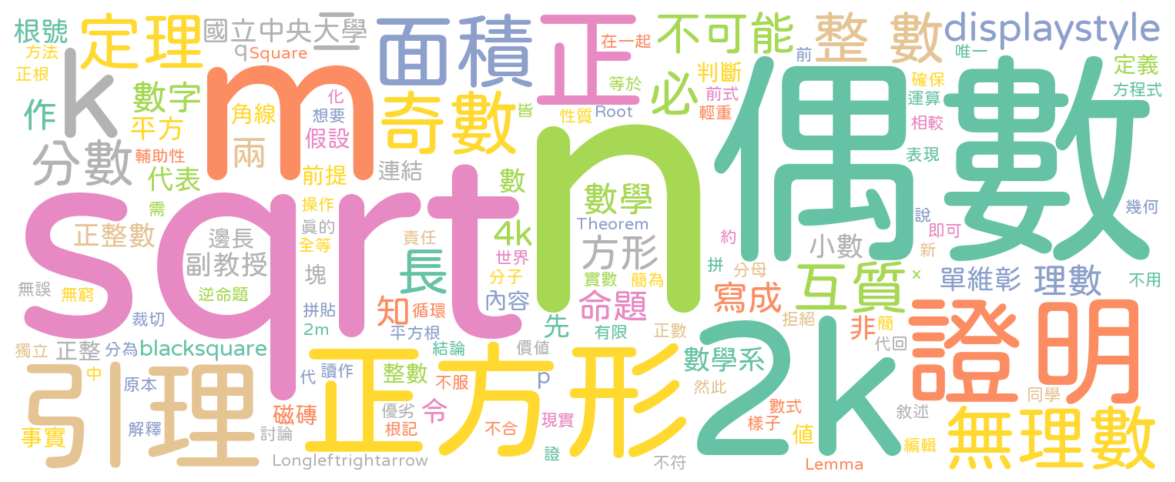 根號
定理
國立中央大學
二
面積
正
不可能
整 數
displaystyle
方法
q
Square
在一起
前
唯一
正根
k
m
化
皆
等於
必
判斷
確保
定義
作
數字
角線
想要
奇數
性質
Root
前式
運算
方程式
平方
假設
輕重
相較
分數
輔助性
兩
前提
連結
數
數學
n
偶數
表現
代表
操作
Theorem
需
sqrt
眞的
4k
說
幾何
正整數
邊長
全等
責任
世界
方形
約
小數
即可
副教授
塊
長
分子
實數
簡為
拼
分母
新
無誤
無窮
逆命題
內容
命題
互質
x
單維彰
理數
不用
裁切
拼貼
知
循環
先
有限
寫成
拒絕
非
簡
證明
2m
平方根
正數
代回
獨立
正整
分為
blacksquare
結論
價值
2k
引理
中
原本
代
讀作
正方形
整數
不服
p
數學系
然此
同學
磁磚
優劣
令
現實
數式
敘述
無理數
事實
解釋
討論
根記
不合
樣子
值
編輯
Longleftrightarrow
證
不符
Lemma